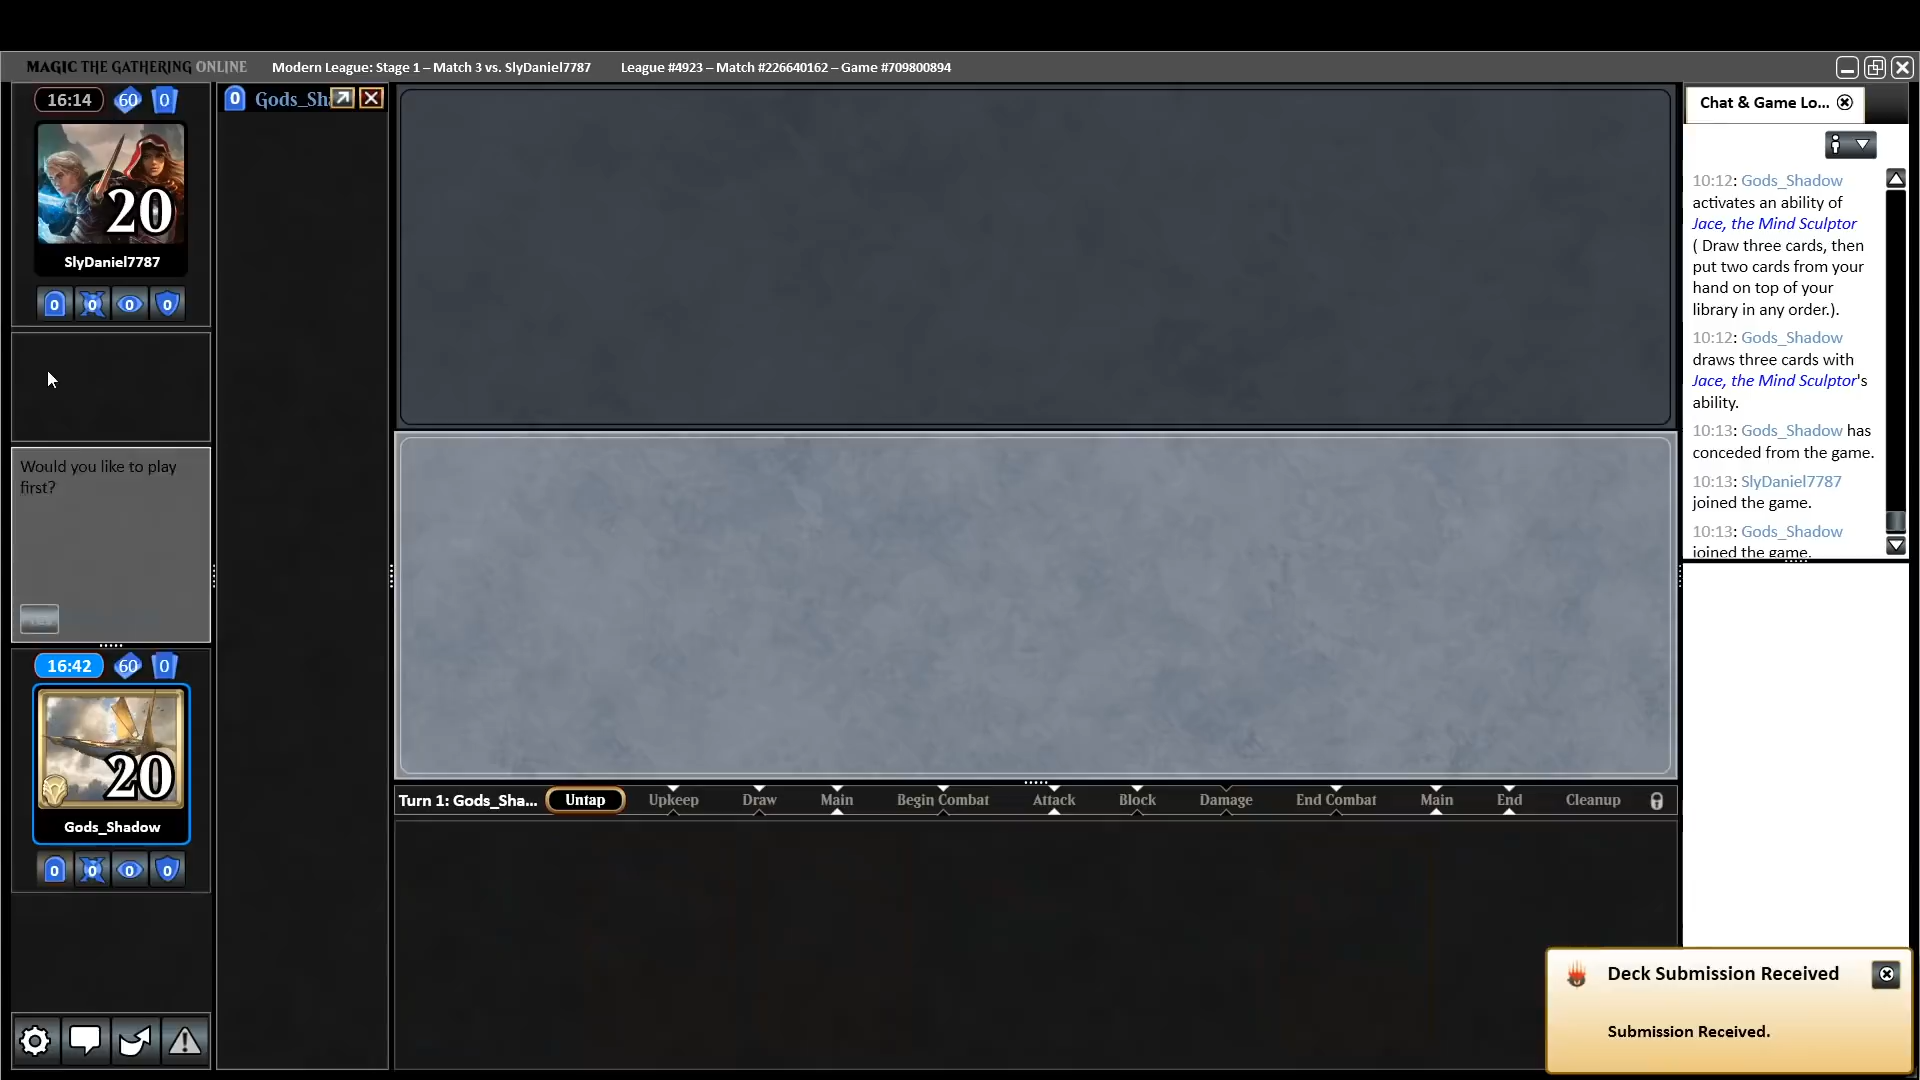 MAGIC THE GATHERING ONLINE
Modern League: Stage 1 – Match 3 vs. SlyDaniel7787
League #4923 – Match #226640162 – Game #709800894
16:14 60 0
20
SlyDaniel7787
0 0 0 0
Would you like to play
first?
16:42 60 0
20
Gods_Shadow
0 0 0 0
0 Gods_Sh
Turn 1: Gods_Sha...
Untap
Upkeep
Draw
Main
Begin Combat
Attack
Block
Damage
End Combat
Main
End
Cleanup
Chat & Game Lo...
10:12: Gods_Shadow
activates an ability of
Jace, the Mind Sculptor
( Draw three cards, then
put two cards from your
hand on top of your
library in any order.).
10:12: Gods_Shadow
draws three cards with
Jace, the Mind Sculptor's
ability.
10:13: Gods_Shadow has
conceded from the game.
10:13: SlyDaniel7787
joined the game.
10:13: Gods_Shadow
joined the game.
Deck Submission Received
Submission Received.